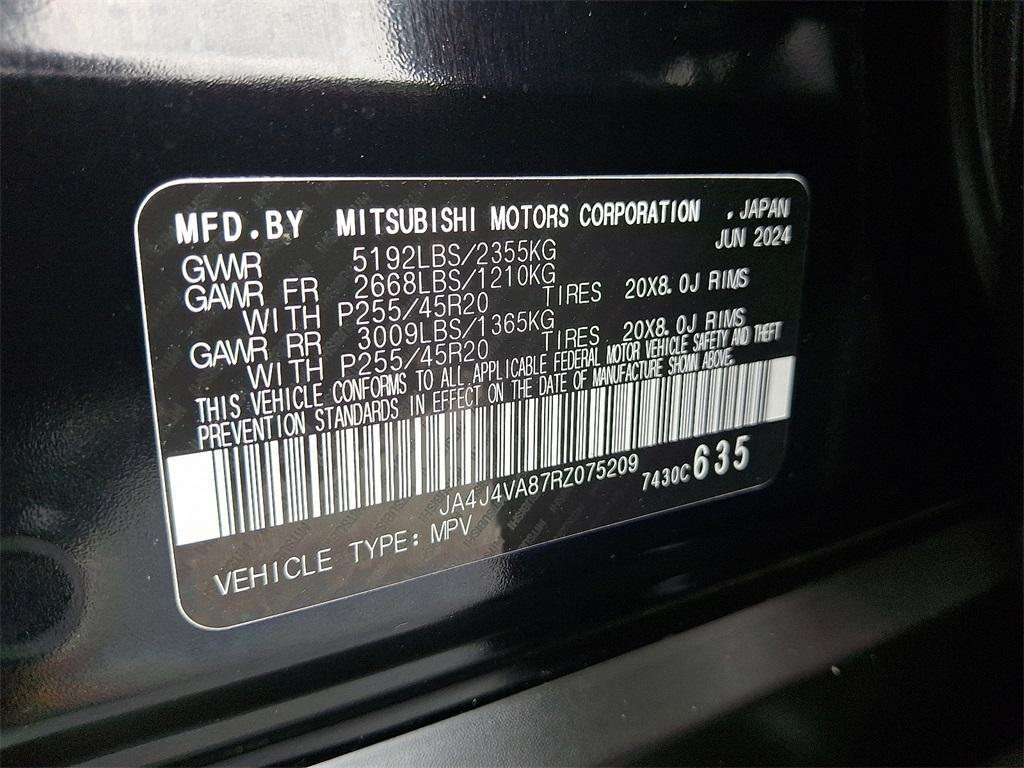 MFD.BY MITSUBISHI MOTORS CORPORATION . JAPAN
JUN 2024
GVWR 5192LBS/2355KG
GAWR FR 2668LBS/1210KG
WITH P255/45R20 TIRES 20X8.0J RIMS
GAWR RR 3009LBS/1365KG
WITH P255/45R20 TIRES 20X8.0J RIMS
THIS VEHICLE CONFORMS TO ALL APPLICABLE FEDERAL MOTOR VEHICLE SAFETY AND THEFT
PREVENTION STANDARDS IN EFFECT ON THE DATE OF MANUFACTURE SHOWN ABOVE.
JA4J4VA87RZ075209 7430C635
VEHICLE TYPE: MPV